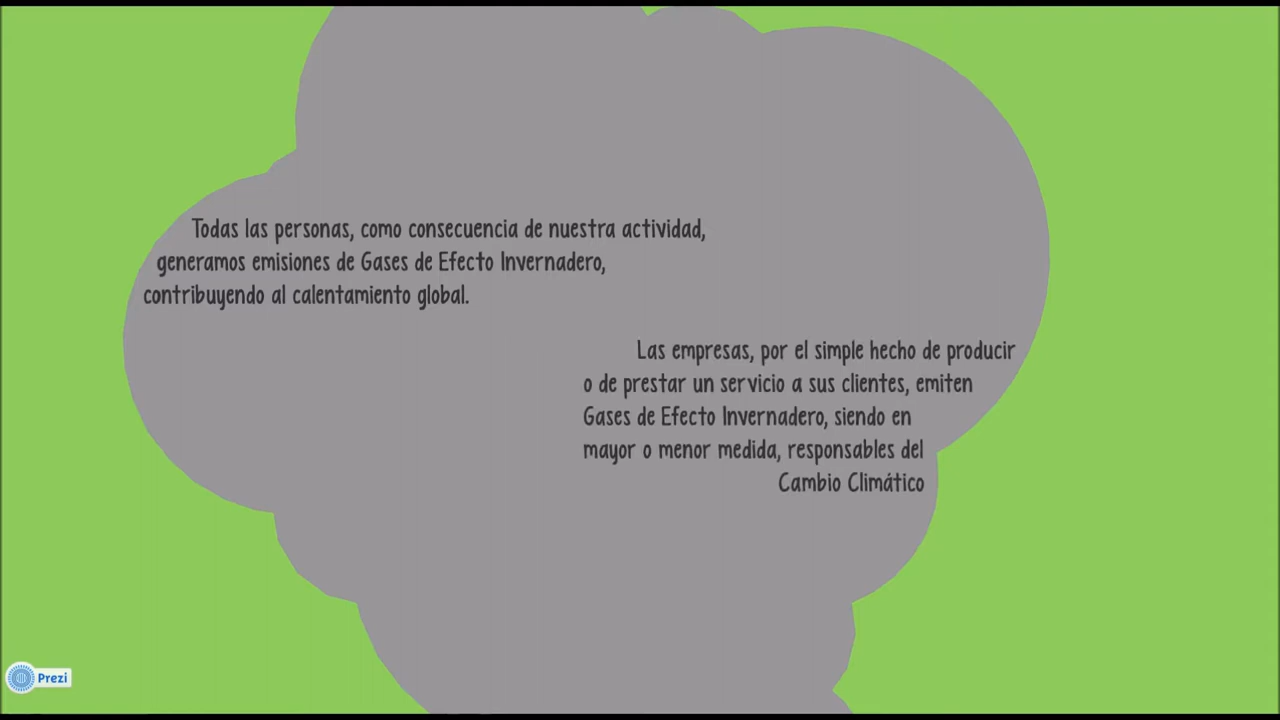 Todas las personas, como consecuencia de nuestra actividad,
generamos emisiones de Gases de Efecto Invernadero,
contribuyendo al calentamiento global.
Las empresas, por el simple hecho de producir
o de prestar un servicio a sus clientes, emiten
Gases de Efecto Invernadero, siendo en
mayor o menor medida, responsables del
Cambio Climático
Prezi